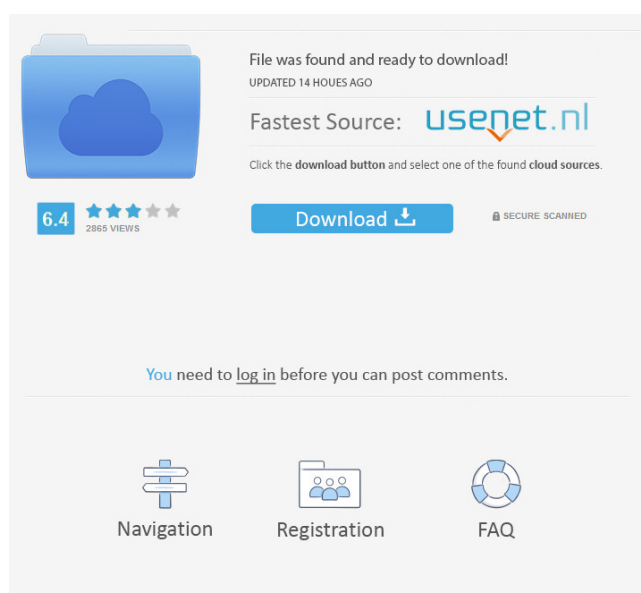 File was found and ready to download!
UPDATED 14 HOUES AGO
Fastest Source: usenet.nl
Click the download button and select one of the found cloud sources.
6.4
2865 VIEWS
Download
SECURE SCANNED
You need to log in before you can post comments.
Navigation
Registration
FAQ